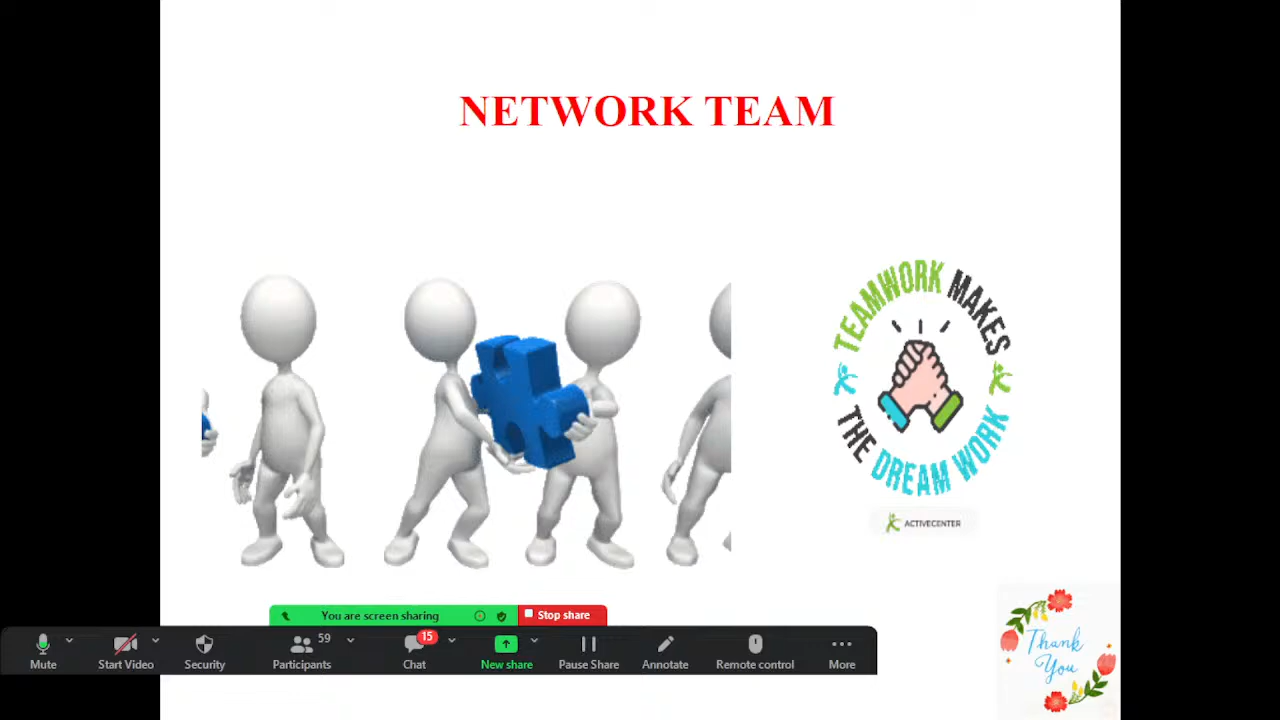 NETWORK TEAM
TEAMWORK MAKES
THE DREAM WORK
ACTIVECENTER
You are screen sharing
Stop share
59
15
Mute
Start Video
Security
Participants
Chat
New share
Pause Share
Annotate
Remote control
More
Thank
You